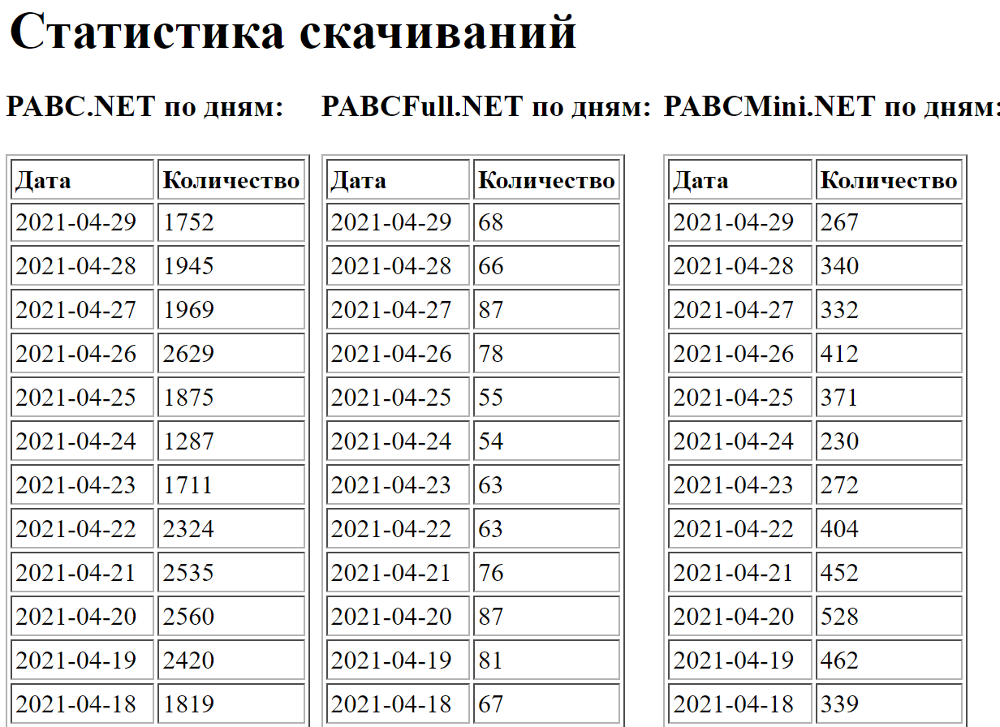 Статистика скачиваний
PABC.NET по дням: PABCFull.NET по дням: PABCMini.NET по дням:
Дата Количество Дата Количество Дата Количество
2021-04-29 1752 2021-04-29 68 2021-04-29 267
2021-04-28 1945 2021-04-28 66 2021-04-28 340
2021-04-27 1969 2021-04-27 87 2021-04-27 332
2021-04-26 2629 2021-04-26 78 2021-04-26 412
2021-04-25 1875 2021-04-25 55 2021-04-25 371
2021-04-24 1287 2021-04-24 54 2021-04-24 230
2021-04-23 1711 2021-04-23 63 2021-04-23 272
2021-04-22 2324 2021-04-22 63 2021-04-22 404
2021-04-21 2535 2021-04-21 76 2021-04-21 452
2021-04-20 2560 2021-04-20 87 2021-04-20 528
2021-04-19 2420 2021-04-19 81 2021-04-19 462
2021-04-18 1819 2021-04-18 67 2021-04-18 339